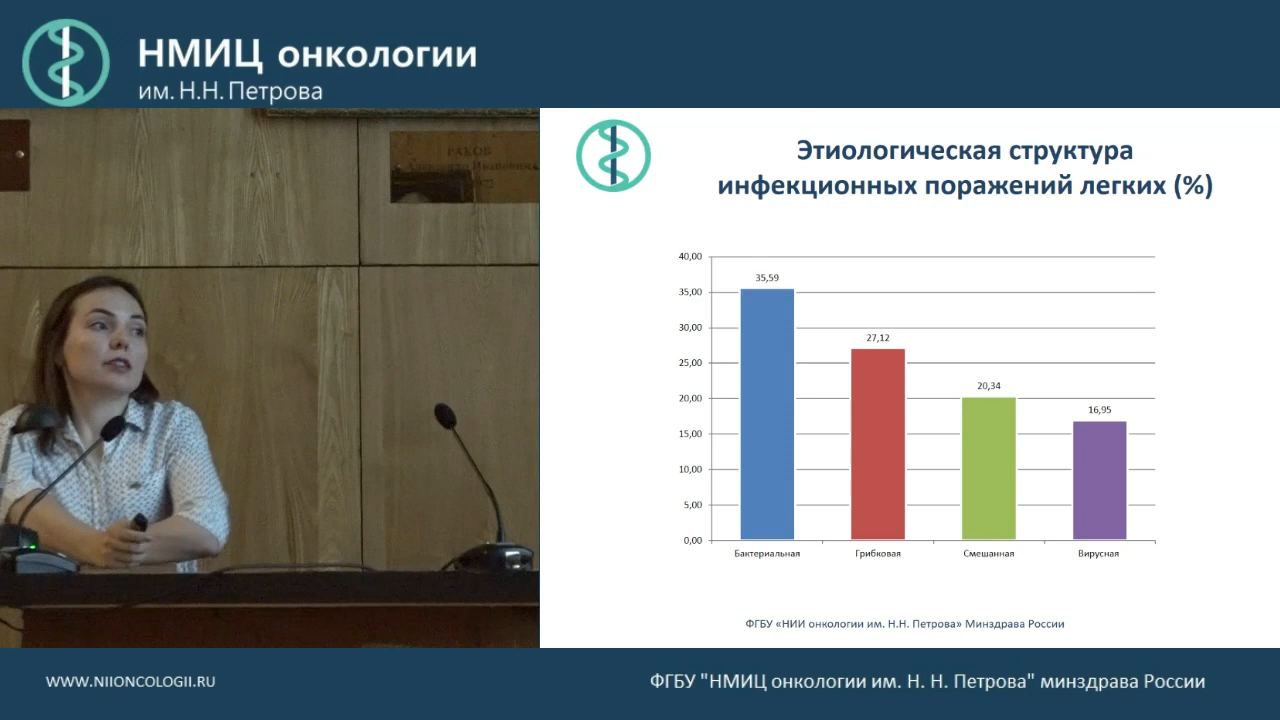 НМИЦ онкологии
им. Н.Н. Петрова
РАКОВ
Этиологическая структура
инфекционных поражений легких (%)
40,00
35,00
30,00
25,00
20,00
15,00
10,00
5,00
0,00
35,59
27,12
20,34
16,95
Бактериальная
Грибковая
Смешанная
Вирусная
ФГБУ «НИИ онкологии им. Н.Н. Петрова» Минздрава России
WWW.NIIONCOLOGII.RU
ФГБУ "НМИЦ онкологии им. Н. Н. Петрова" минздрава России